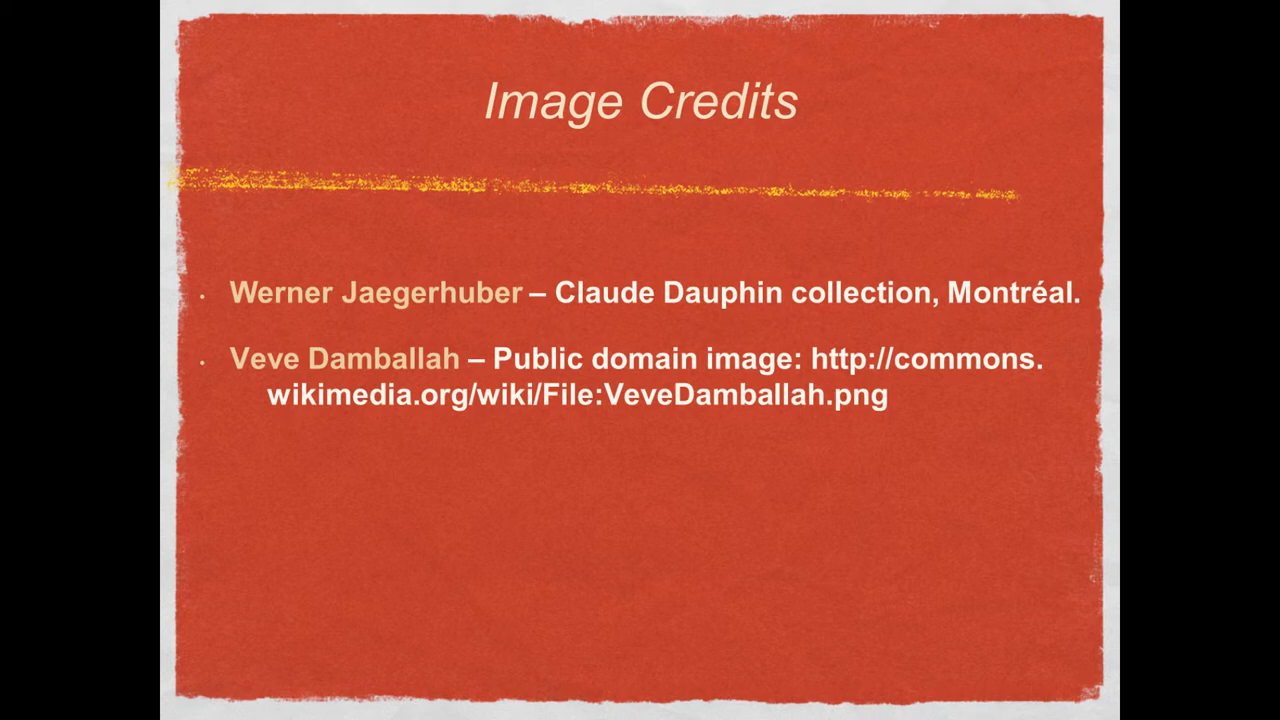 Image Credits
• Werner Jaegerhuber – Claude Dauphin collection, Montréal.
• Veve Damballah – Public domain image: http://commons.
wikimedia.org/wiki/File:VeveDamballah.png